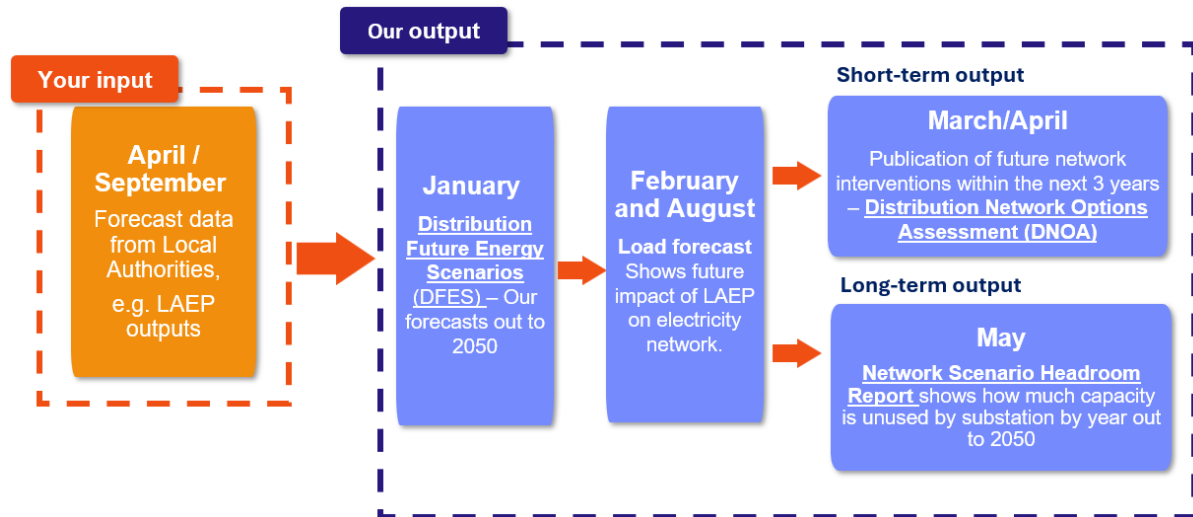 Our output
Your input
April /
September
Forecast data
from Local
Authorities,
e.g. LAEP
outputs
January
Distribution
Future Energy
Scenarios
(DFES) – Our
forecasts out to
2050
February
and August
Load forecast
Shows future
impact of LAEP
on electricity
network.
Short-term output
March/April
Publication of future network
interventions within the next 3 years
– Distribution Network Options
Assessment (DNOA)
Long-term output
May
Network Scenario Headroom
Report shows how much capacity
is unused by substation by year out
to 2050